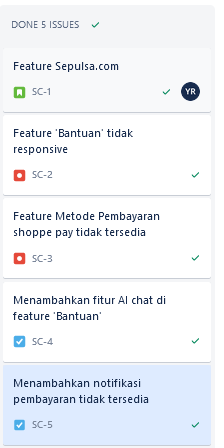 DONE 5 ISSUES
Feature Sepulsa.com
SC-1
YR
Feature 'Bantuan' tidak
responsive
SC-2
Feature Metode Pembayaran
shoppe pay tidak tersedia
SC-3
Menambahkan fitur AI chat di
feature 'Bantuan'
SC-4
Menambahkan notifikasi
pembayaran tidak tersedia
SC-5